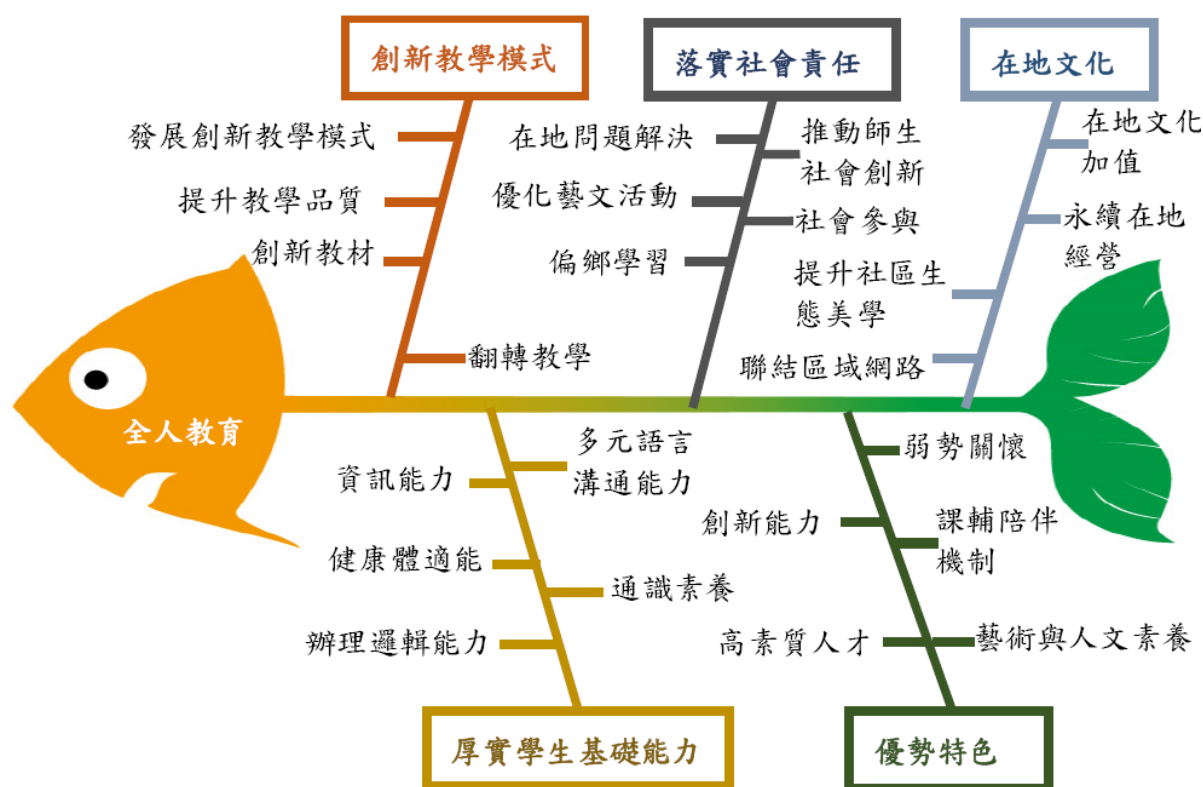 創新教學模式
發展創新教學模式
提升教學品質
創新教材
翻轉教學
落實社會責任
在地問題解決
優化藝文活動
偏鄉學習
推動師生
社會創新
社會參與
在地文化
在地文化
加值
永續在地
經營
提升社區生
態美學
聯結區域網路
全人教育
多元語言
溝通能力
資訊能力
健康體適能
通識素養
辦理邏輯能力
厚實學生基礎能力
弱勢關懷
創新能力
課輔陪伴
機制
高素質人才
藝術與人文素養
優勢特色